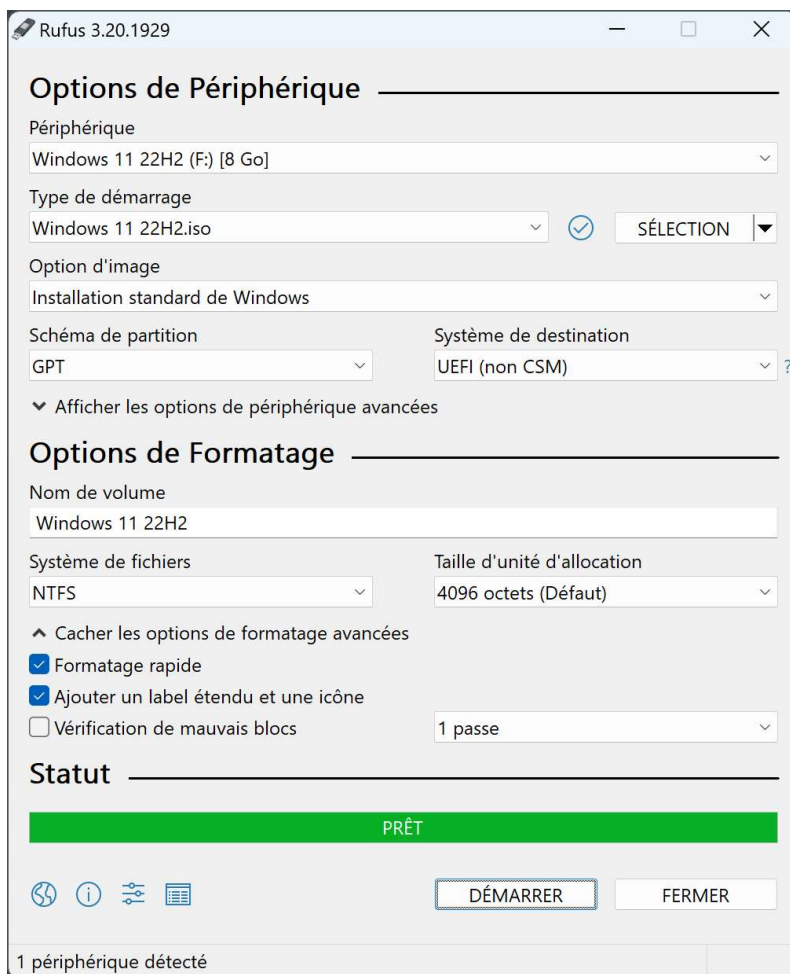 Rufus 3.20.1929
Options de Périphérique
Périphérique
Windows 11 22H2 (F:) [8 Go]
Type de démarrage
Windows 11 22H2.iso
SÉLECTION
Option d'image
Installation standard de Windows
Schéma de partition
Système de destination
GPT
UEFI (non CSM)
?
Afficher les options de périphérique avancées
Options de Formatage
Nom de volume
Windows 11 22H2
Système de fichiers
Taille d'unité d'allocation
NTFS
4096 octets (Défaut)
Cacher les options de formatage avancées
Formatage rapide
Ajouter un label étendu et une icône
Vérification de mauvais blocs
1 passe
Statut
PRÊT
DÉMARRER
FERMER
1 périphérique détecté